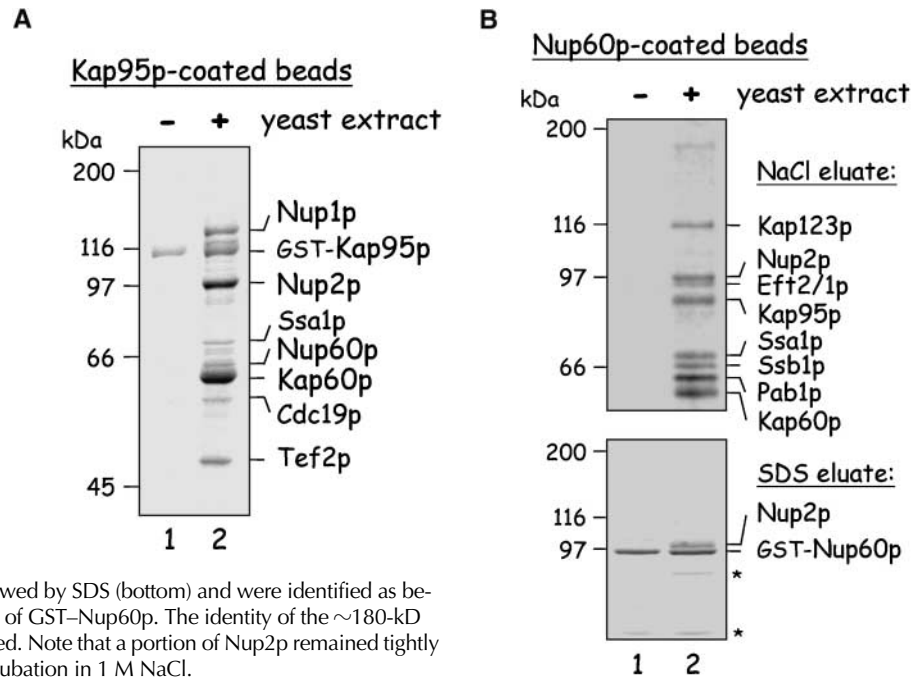 A
Kap95p-coated beads
- + yeast extract
kDa
200
116
97
66
45
Nup1p
GST-Kap95p
Nup2p
Ssa1p
Nup60p
Kap60p
Cdc19p
Tef2p
1 2
wed by SDS (bottom) and were identified as be-
of GST–Nup60p. The identity of the ~180-kD
ed. Note that a portion of Nup2p remained tightly
ubation in 1 M NaCl.
B
Nup60p-coated beads
kDa - + yeast extract
200
116
97
66
NaCl eluate:
Kap123p
Nup2p
Eft2/1p
Kap95p
Ssa1p
Ssb1p
Pab1p
Kap60p
200
116
97
SDS eluate:
Nup2p
GST-Nup60p
*
*
1 2